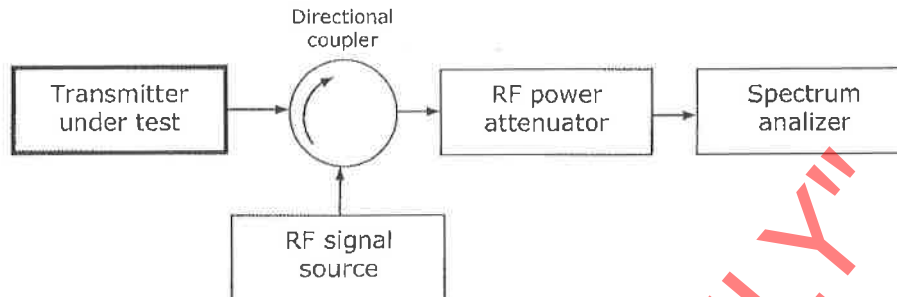 Directional
coupler
Transmitter
under test
RF power
attenuator
Spectrum
analizer
RF signal
source